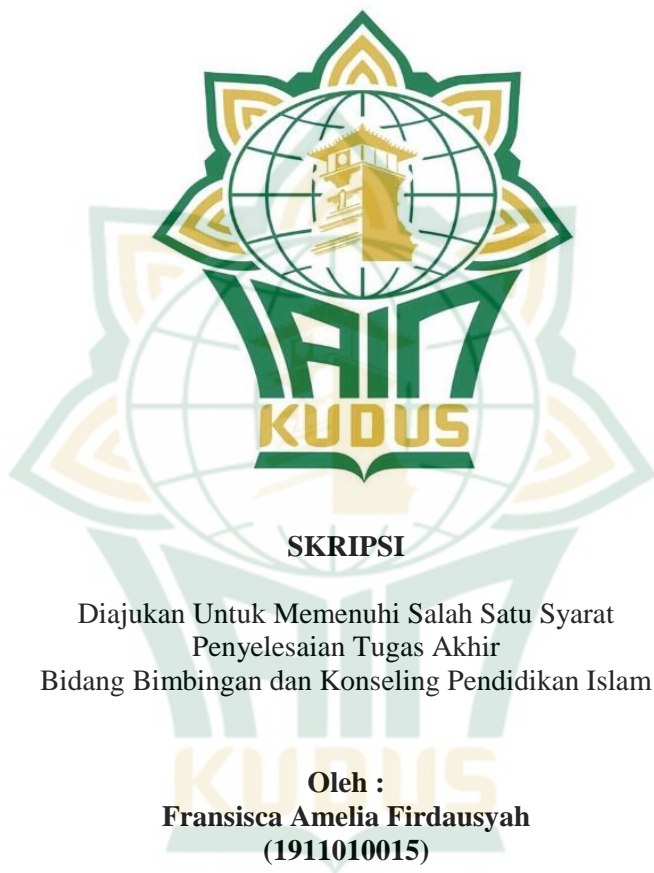 IAIN
KUDUS
SKRIPSI
Diajukan Untuk Memenuhi Salah Satu Syarat
Penyelesaian Tugas Akhir
Bidang Bimbingan dan Konseling Pendidikan Islam
Oleh :
Fransisca Amelia Firdausyah
(1911010015)